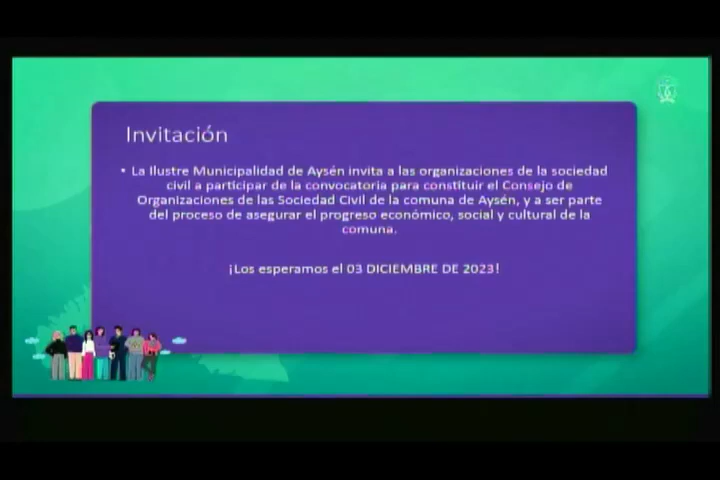 Invitación
• La Ilustre Municipalidad de Aysén invita a las organizaciones de la sociedad
civil a participar de la convocatoria para constituir el Consejo de
Organizaciones de las Sociedad Civil de la comuna de Aysén, y a ser parte
del proceso de asegurar el progreso económico, social y cultural de la
comuna.
¡Los esperamos el 03 DICIEMBRE DE 2023!